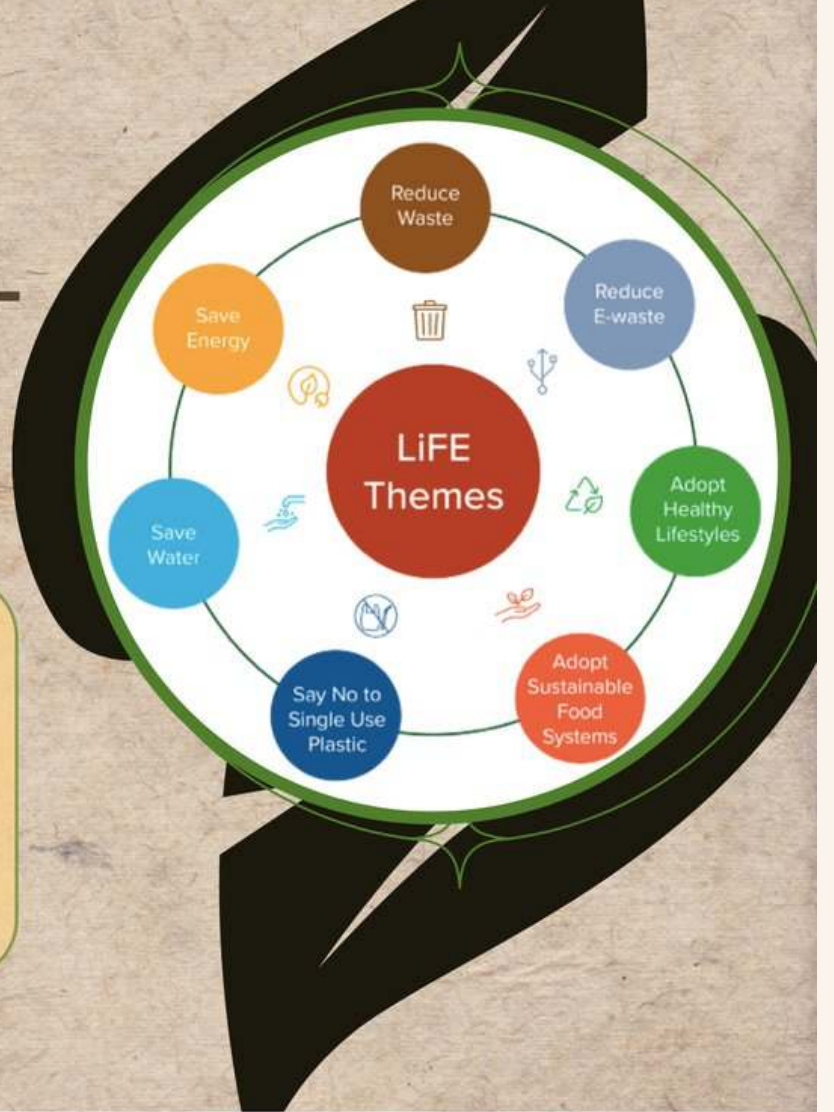 LiFE
Themes
Reduce
Waste
Reduce
E-waste
Adopt
Healthy
Lifestyles
Adopt
Sustainable
Food
Systems
Say No to
Single Use
Plastic
Save
Water
Save
Energy